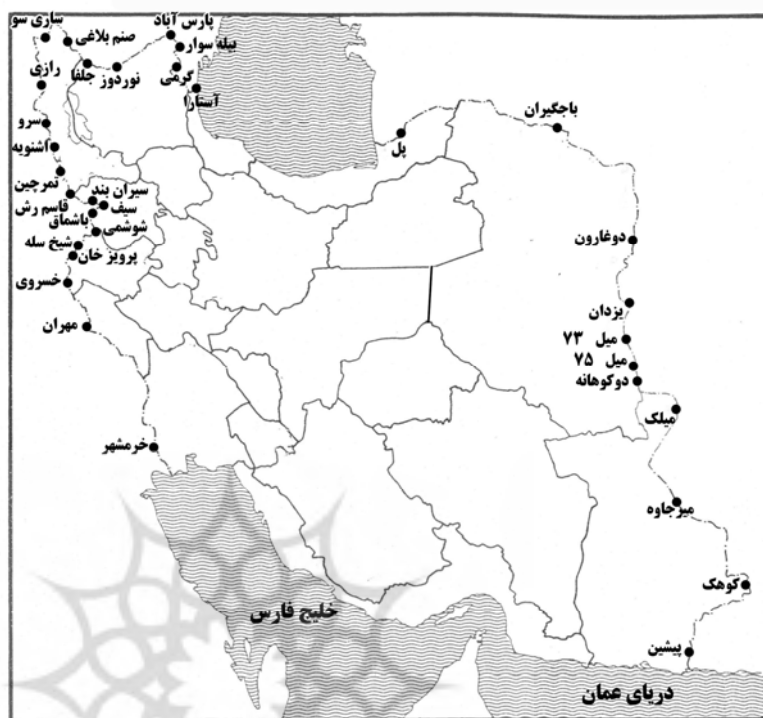 ساری سو
صنم بلاغی
پارس آباد
بیله سوار
رازی
جلفا
نوردوز
گرمی
آستارا
سرو
اشنویه
تمرچین
سیران بند
قاسم رش
سیف
باشماق
شوشمی
شیخ سله
پرویز خان
خسروی
مهران
خرمشهر
پل
باجگیران
دوغارون
یزدان
میل ۷۳
میل ۷۵
دوکوهانه
میلک
میرجاوه
کوهک
پیشین
خلیج فارس
دریای عمان